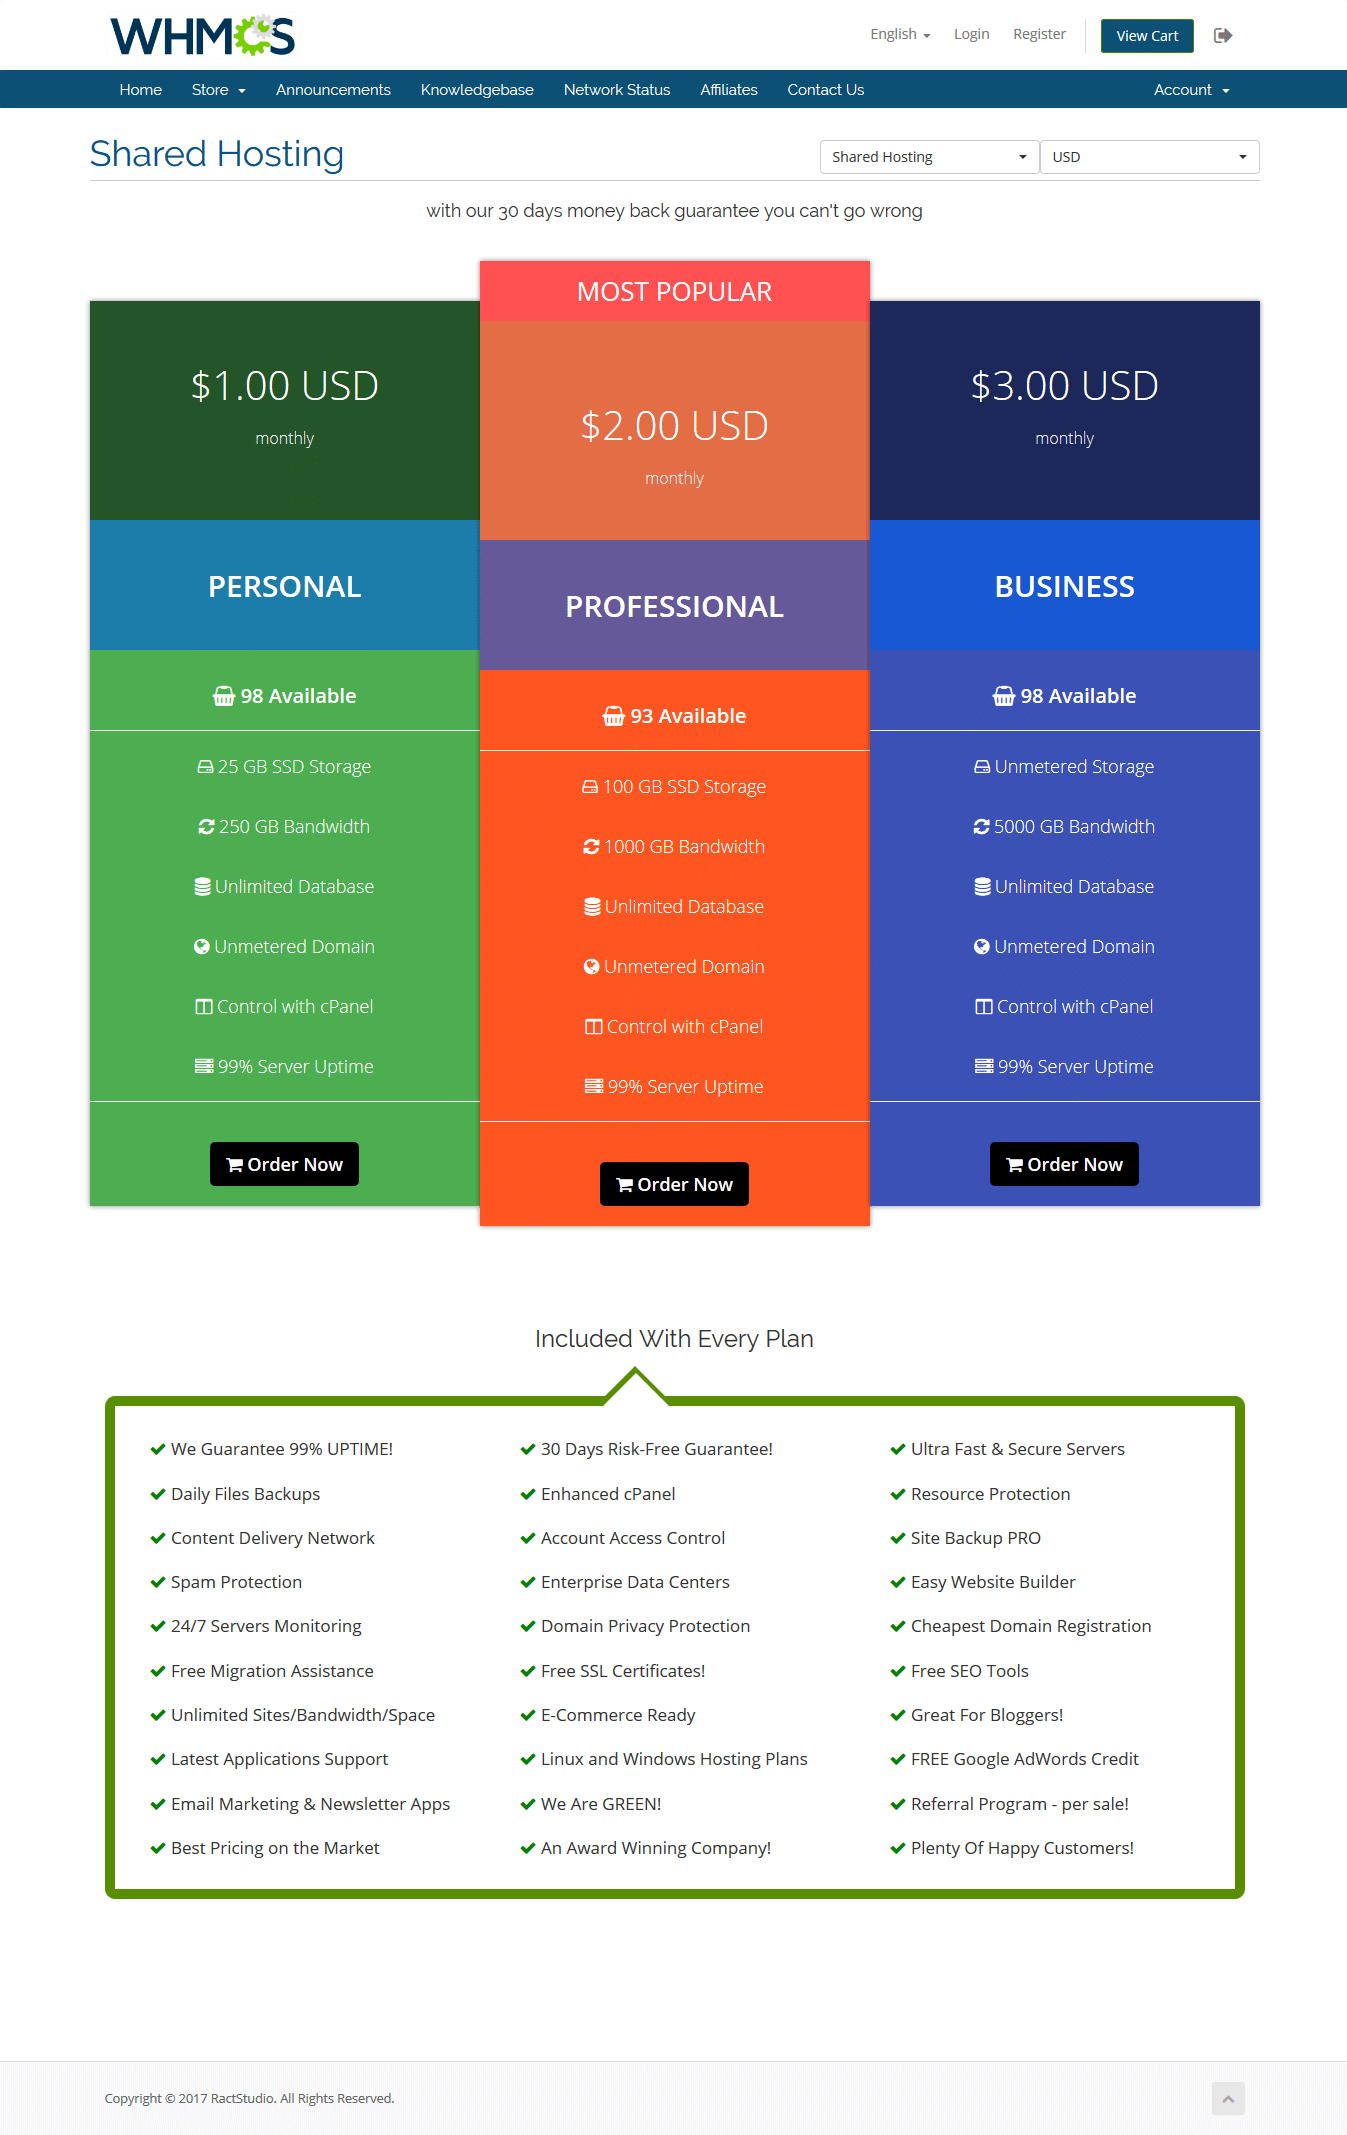 WHMCS
English
Login
Register
View Cart
Home
Store
Announcements
Knowledgebase
Network Status
Affiliates
Contact Us
Account
Shared Hosting
Shared Hosting
USD
with our 30 days money back guarantee you can't go wrong
$1.00 USD
monthly
PERSONAL
98 Available
25 GB SSD Storage
250 GB Bandwidth
Unlimited Database
Unmetered Domain
Control with cPanel
99% Server Uptime
Order Now
MOST POPULAR
$2.00 USD
monthly
PROFESSIONAL
93 Available
100 GB SSD Storage
1000 GB Bandwidth
Unlimited Database
Unmetered Domain
Control with cPanel
99% Server Uptime
Order Now
$3.00 USD
monthly
BUSINESS
98 Available
Unmetered Storage
5000 GB Bandwidth
Unlimited Database
Unmetered Domain
Control with cPanel
99% Server Uptime
Order Now
Included With Every Plan
We Guarantee 99% UPTIME!
Daily Files Backups
Content Delivery Network
Spam Protection
24/7 Servers Monitoring
Free Migration Assistance
Unlimited Sites/Bandwidth/Space
Latest Applications Support
Email Marketing & Newsletter Apps
Best Pricing on the Market
30 Days Risk-Free Guarantee!
Enhanced cPanel
Account Access Control
Enterprise Data Centers
Domain Privacy Protection
Free SSL Certificates!
E-Commerce Ready
Linux and Windows Hosting Plans
We Are GREEN!
An Award Winning Company!
Ultra Fast & Secure Servers
Resource Protection
Site Backup PRO
Easy Website Builder
Cheapest Domain Registration
Free SEO Tools
Great For Bloggers!
FREE Google AdWords Credit
Referral Program - per sale!
Plenty Of Happy Customers!
Copyright © 2017 RactStudio. All Rights Reserved.